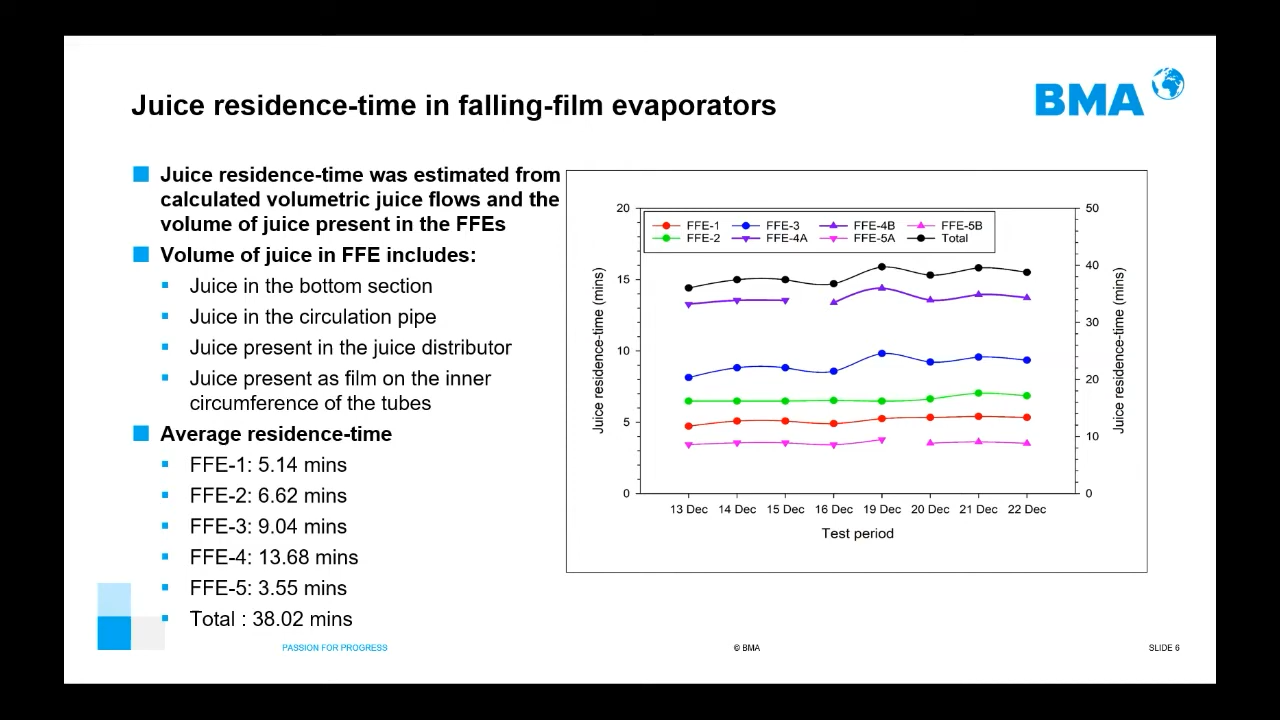 Juice residence-time in falling-film evaporators
BMA
Juice residence-time was estimated from
calculated volumetric juice flows and the
volume of juice present in the FFEs
Volume of juice in FFE includes:
Juice in the bottom section
Juice in the circulation pipe
Juice present in the juice distributor
Juice present as film on the inner
circumference of the tubes
Average residence-time
FFE-1: 5.14 mins
FFE-2: 6.62 mins
FFE-3: 9.04 mins
FFE-4: 13.68 mins
FFE-5: 3.55 mins
Total : 38.02 mins
FFE-1 FFE-3 FFE-4B FFE-5B
FFE-2 FFE-4A FFE-5A Total
Juice residence-time (mins)
20
15
10
5
0
50
40
30
20
10
0
Juice residence-time (mins)
13 Dec 14 Dec 15 Dec 16 Dec 19 Dec 20 Dec 21 Dec 22 Dec
Test period
PASSION FOR PROGRESS
© BMA
SLIDE 6